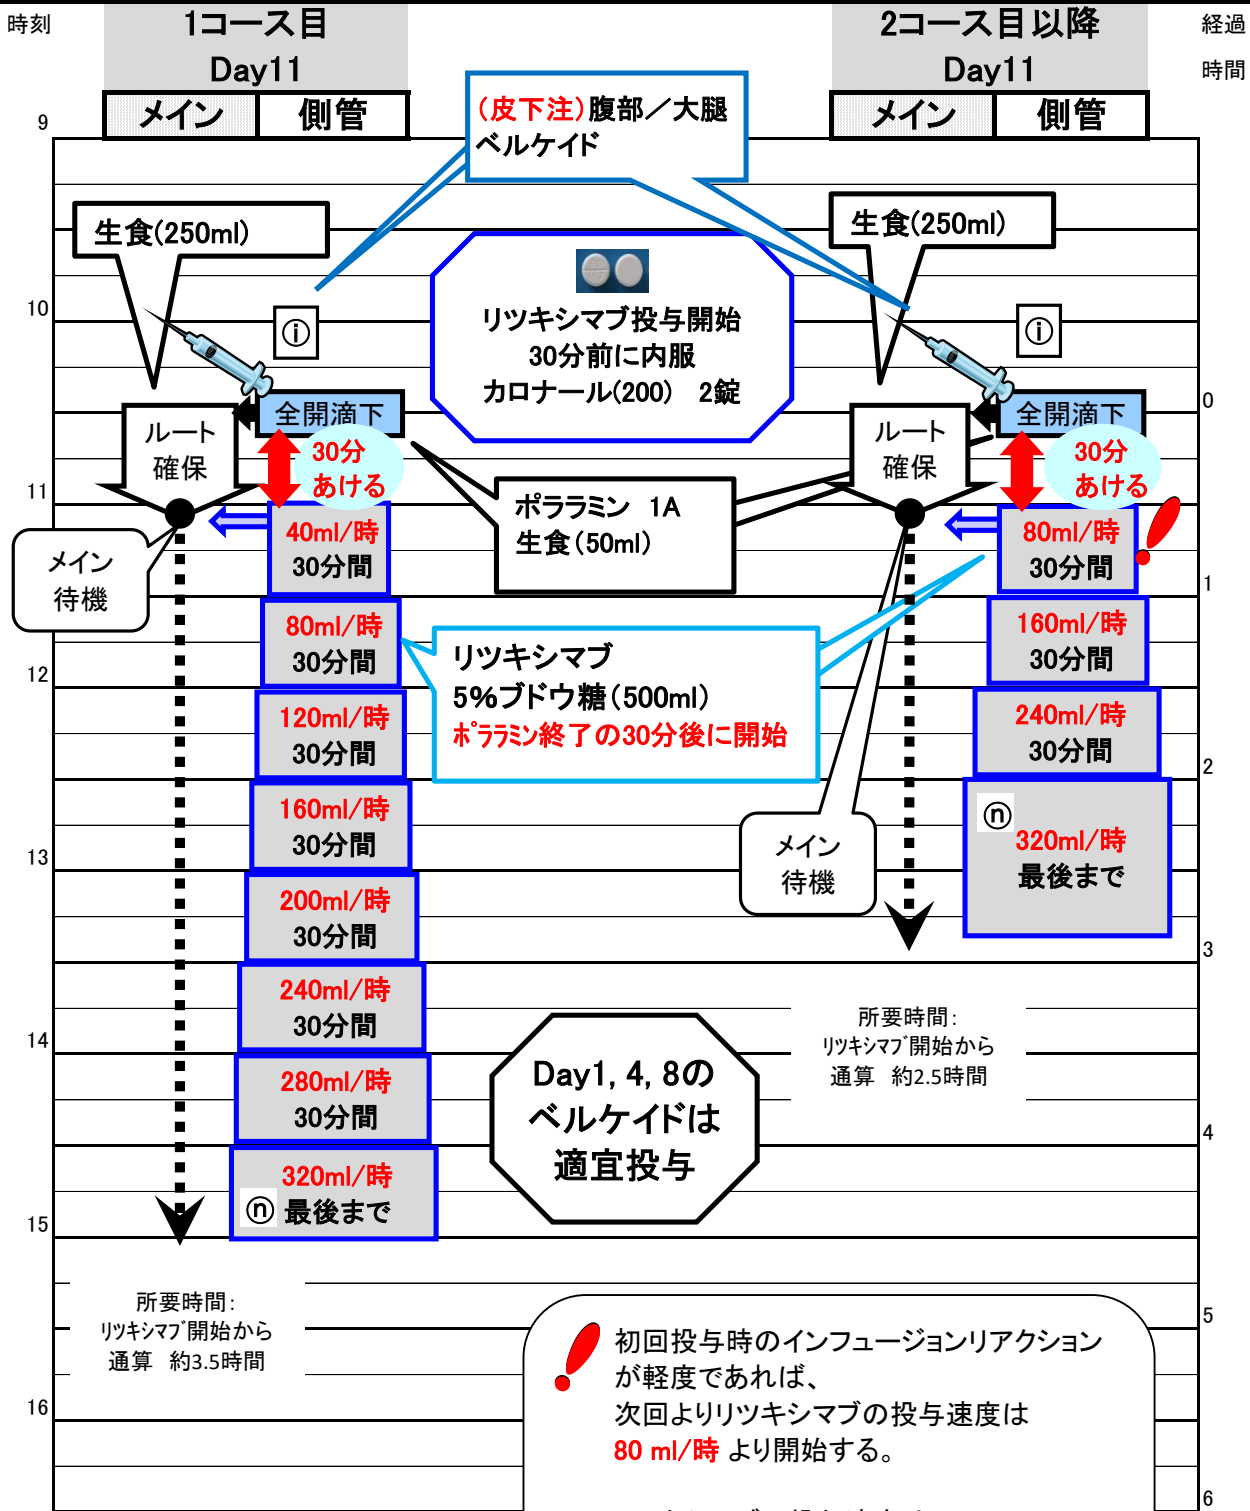 時刻
1コース目
Day11
2コース目以降
Day11
経過
時間
メイン
側管
メイン
側管
9
(皮下注)腹部／大腿
ベルケイド
生食(250ml)
生食(250ml)
10
ⓘ
ⓘ
リツキシマブ投与開始
30分前に内服
カロナール(200)　2錠
全開滴下
全開滴下
0
ルート
確保
30分
あける
ルート
確保
30分
あける
11
ポララミン　1A
生食(50ml)
40ml/時
30分間
80ml/時
30分間
メイン
待機
1
80ml/時
30分間
160ml/時
30分間
リツキシマブ
5%ブドウ糖(500ml)
ﾎﾟﾗﾗﾐﾝ終了の30分後に開始
12
120ml/時
30分間
240ml/時
30分間
2
160ml/時
30分間
ⓝ
320ml/時
最後まで
メイン
待機
13
200ml/時
30分間
3
240ml/時
30分間
所要時間:
ﾘﾂｷｼﾏﾌﾞ開始から
通算　約2.5時間
14
Day1, 4, 8の
ベルケイドは
適宜投与
280ml/時
30分間
4
320ml/時
ⓝ 最後まで
15
所要時間:
ﾘﾂｷｼﾏﾌﾞ開始から
通算　約3.5時間
5
初回投与時のインフュージョンリアクション
が軽度であれば、
次回よりリツキシマブの投与速度は
80 ml/時 より開始する。
16
6